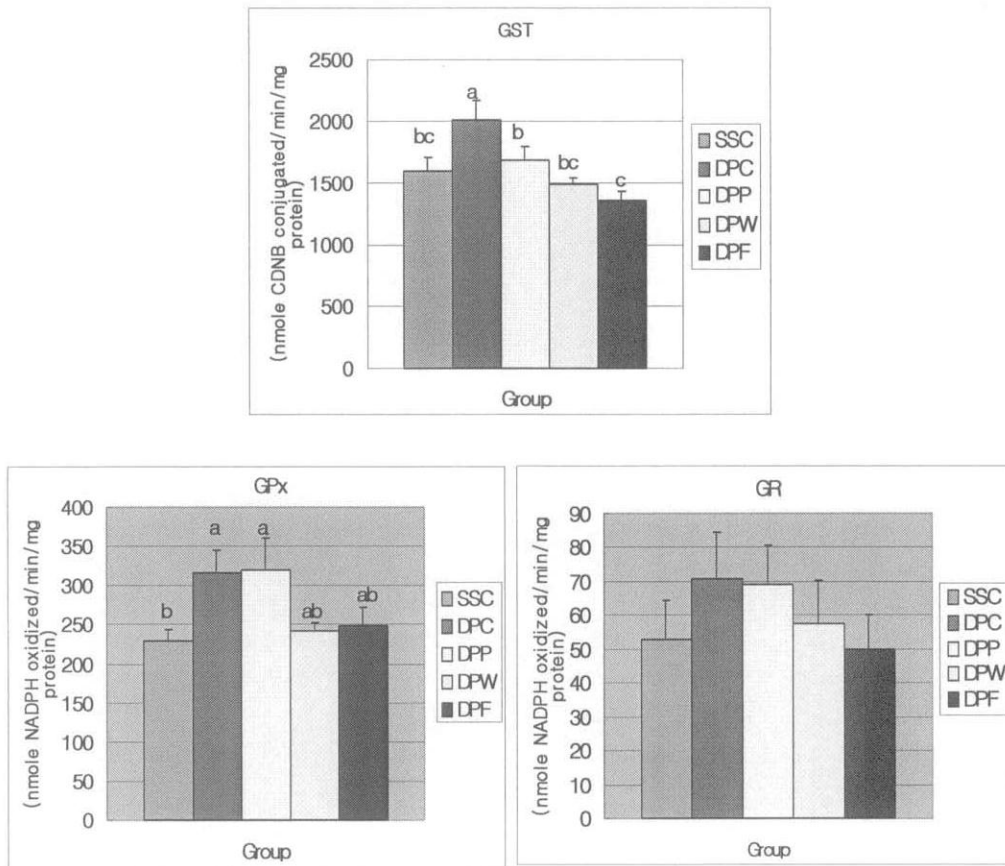 GST
(nmole CDNB conjugated/min/mg
protein)
2500
2000
1500
1000
500
0
bc
a
b
bc
c
Group
SSC
DPC
DPP
DPW
DPF
GPx
(nmole NADPH oxidized/min/mg
protein)
400
350
300
250
200
150
100
50
0
b
a
a
ab
ab
Group
SSC
DPC
DPP
DPW
DPF
GR
(nmole NADPH oxidized/min/mg
protein)
90
80
70
60
50
40
30
20
10
0
Group
SSC
DPC
DPP
DPW
DPF